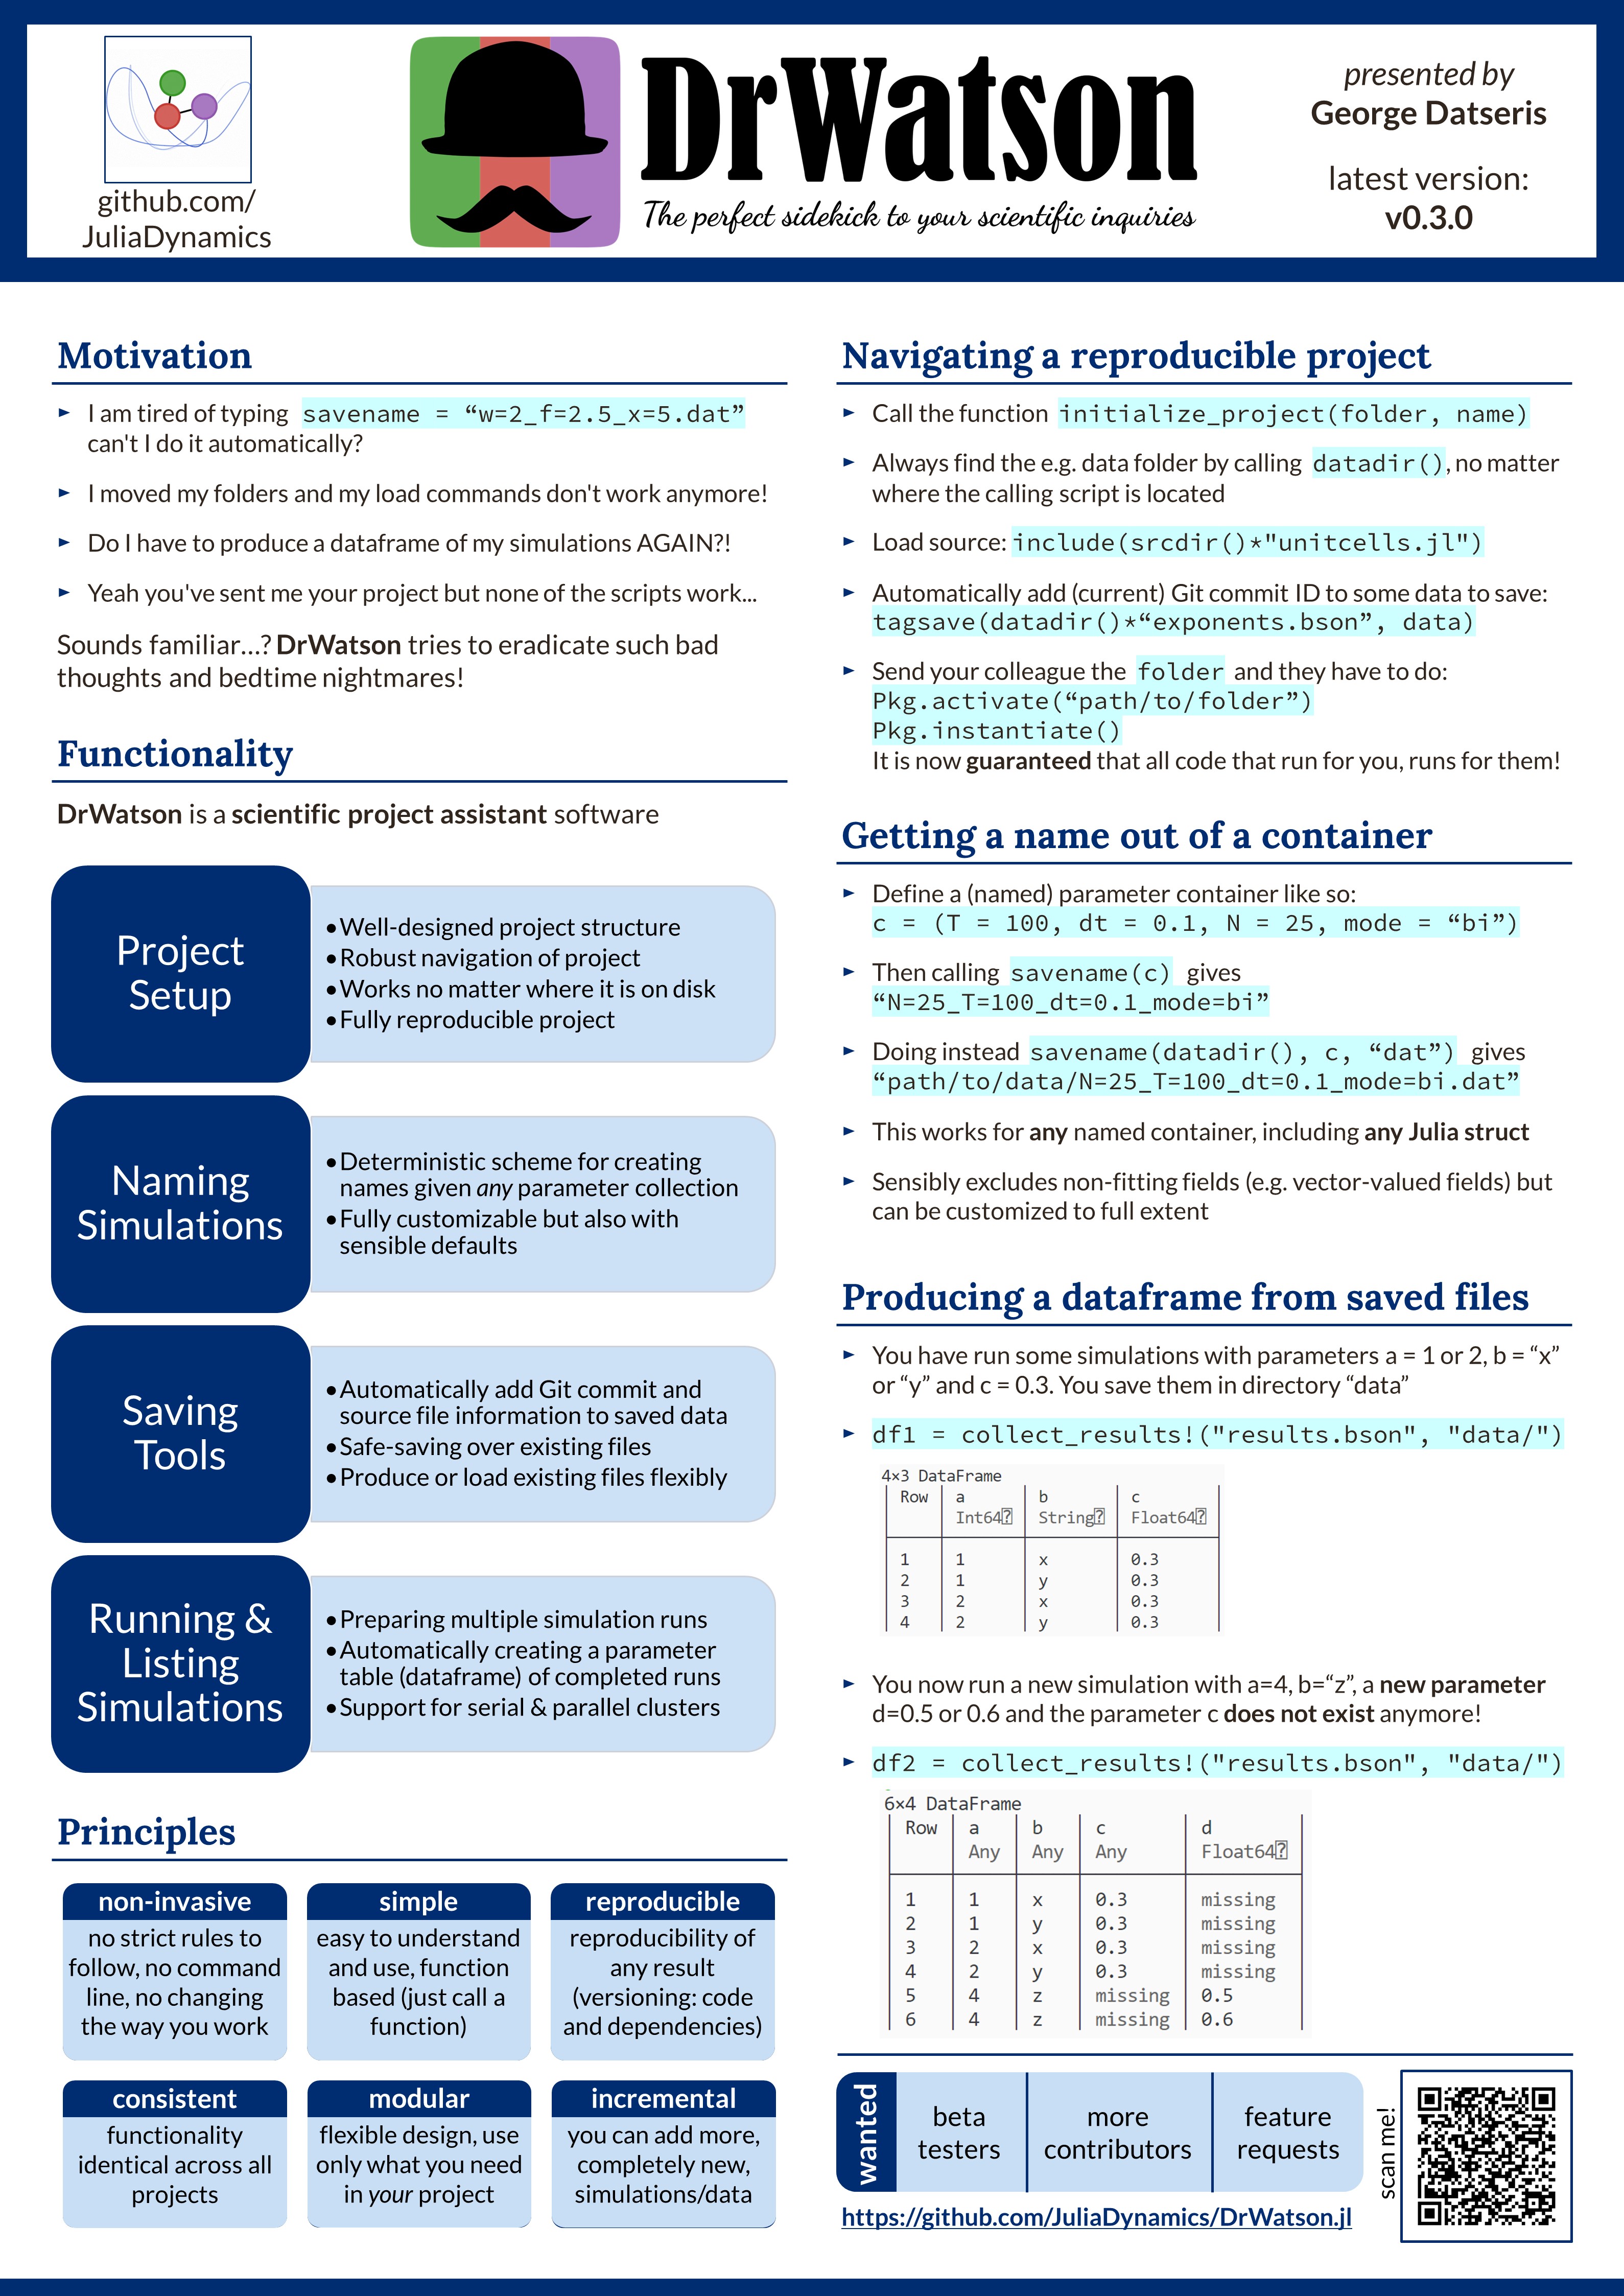 github.com/
JuliaDynamics
DrWatson
The perfect sidekick to your scientific inquiries
presented by
George Datseris
latest version:
v0.3.0
Motivation
► I am tired of typing savename = “w=2_f=2.5_x=5.dat”
can't I do it automatically?
► I moved my folders and my load commands don't work anymore!
► Do I have to produce a dataframe of my simulations AGAIN?!
► Yeah you've sent me your project but none of the scripts work...
Sounds familiar...? DrWatson tries to eradicate such bad
thoughts and bedtime nightmares!
Functionality
DrWatson is a scientific project assistant software
Project
Setup
•Well-designed project structure
•Robust navigation of project
•Works no matter where it is on disk
•Fully reproducible project
Naming
Simulations
•Deterministic scheme for creating
names given any parameter collection
•Fully customizable but also with
sensible defaults
Saving
Tools
•Automatically add Git commit and
source file information to saved data
•Safe-saving over existing files
•Produce or load existing files flexibly
Running &
Listing
Simulations
•Preparing multiple simulation runs
•Automatically creating a parameter
table (dataframe) of completed runs
•Support for serial & parallel clusters
Principles
non-invasive
no strict rules to
follow, no command
line, no changing
the way you work
simple
easy to understand
and use, function
based (just call a
function)
reproducible
reproducibility of
any result
(versioning: code
and dependencies)
consistent
functionality
identical across all
projects
modular
flexible design, use
only what you need
in your project
incremental
you can add more,
completely new,
simulations/data
Navigating a reproducible project
► Call the function initialize_project(folder, name)
► Always find the e.g. data folder by calling datadir(), no matter
where the calling script is located
► Load source: include(srcdir()*"unitcells.jl")
► Automatically add (current) Git commit ID to some data to save:
tagsave(datadir()*“exponents.bson”, data)
► Send your colleague the folder and they have to do:
Pkg.activate(“path/to/folder”)
Pkg.instantiate()
It is now guaranteed that all code that run for you, runs for them!
Getting a name out of a container
► Define a (named) parameter container like so:
c = (T = 100, dt = 0.1, N = 25, mode = “bi”)
► Then calling savename(c) gives
“N=25_T=100_dt=0.1_mode=bi”
► Doing instead savename(datadir(), c, “dat”) gives
“path/to/data/N=25_T=100_dt=0.1_mode=bi.dat”
► This works for any named container, including any Julia struct
► Sensibly excludes non-fitting fields (e.g. vector-valued fields) but
can be customized to full extent
Producing a dataframe from saved files
► You have run some simulations with parameters a = 1 or 2, b = “x”
or “y” and c = 0.3. You save them in directory “data”
► df1 = collect_results!("results.bson", "data/")
4×3 DataFrame
Row a b c
Int64⍰ String⍰ Float64⍰
1 1 x 0.3
2 1 y 0.3
3 2 x 0.3
4 2 y 0.3
► You now run a new simulation with a=4, b=“z”, a new parameter
d=0.5 or 0.6 and the parameter c does not exist anymore!
► df2 = collect_results!("results.bson", "data/")
6×4 DataFrame
Row a b c d
Any Any Any Float64⍰
1 1 x 0.3 missing
2 1 y 0.3 missing
3 2 x 0.3 missing
4 2 y 0.3 missing
5 4 z missing 0.5
6 4 z missing 0.6
wanted
beta
testers
more
contributors
feature
requests
scan me!
https://github.com/JuliaDynamics/DrWatson.jl